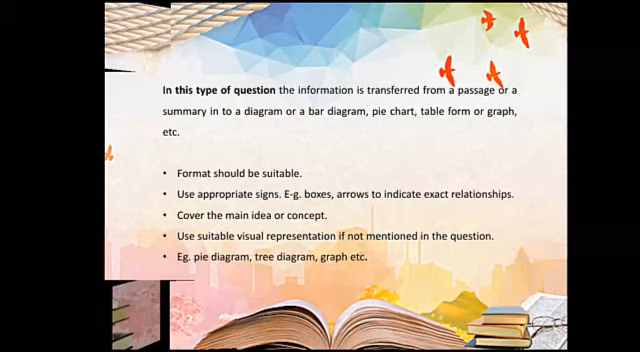 In this type of question the information is transferred from a passage or a
summary in to a diagram or a bar diagram, pie chart, table form or graph,
etc.
• Format should be suitable.
• Use appropriate signs. E-g. boxes, arrows to indicate exact relationships.
• Cover the main idea or concept.
• Use suitable visual representation if not mentioned in the question.
• Eg. pie diagram, tree diagram, graph etc.